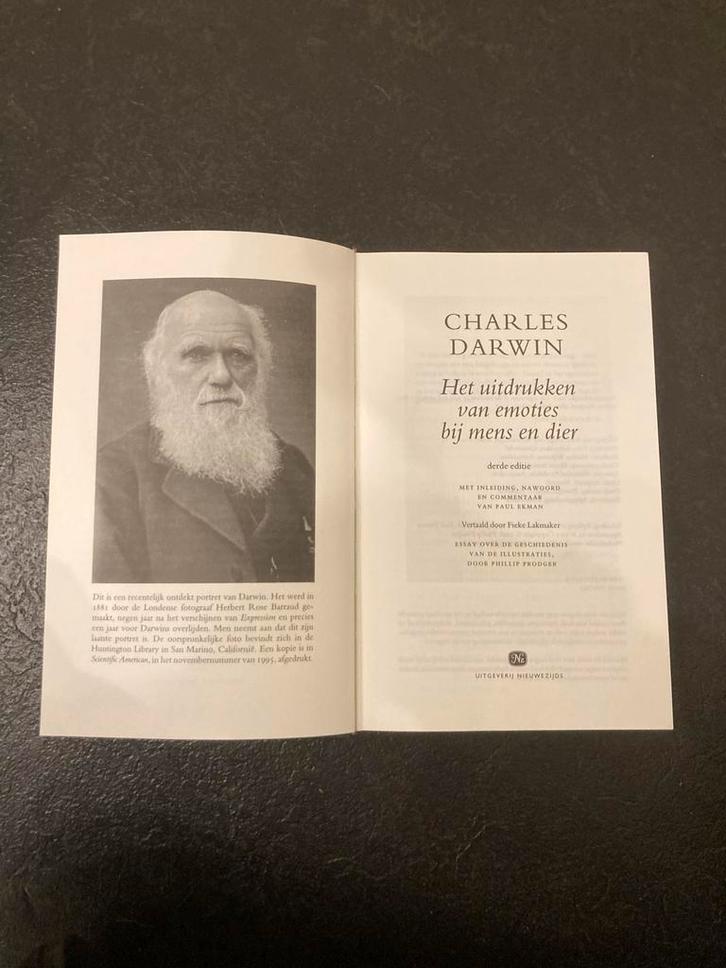 Dit is een recentelijk ontdekt portret van Darwin. Het werd in
1881 door de Londense fotograaf Herbert Rose Barraud ge-
maakt, negen jaar na het verschijnen van Expression en precies
een jaar voor Darwins overlijden. Men neemt aan dat dit zijn
laatste portret is. De oorspronkelijke foto bevindt zich in de
Huntington Library in San Marino, Californië. Een kopie is in
Scientific American, in het novembernummer van 1995, afgedrukt.
CHARLES
DARWIN
Het uitdrukken
van emoties
bij mens en dier
derde editie
MET INLEIDING, NAWOORD
EN COMMENTAAR
VAN PAUL EKMAN
Vertaald door Fieke Lakmaker
ESSAY OVER DE GESCHIEDENIS
VAN DE ILLUSTRATIES,
DOOR PHILLIP PRODGER
Nz
UITGEVERIJ NIEUWEZIJDS